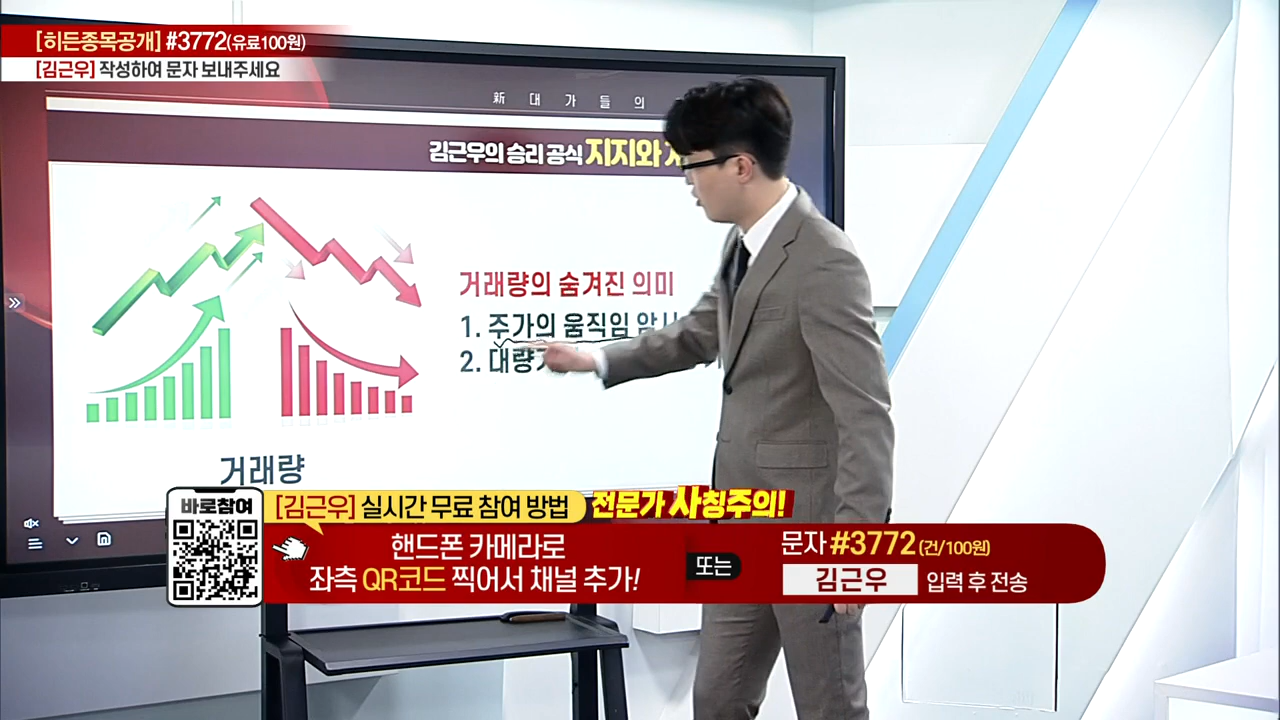 [히든종목공개] #3772(유료100원)
[김근우] 작성하여 문자 보내주세요
新 대 가 들 의
김근우의 승리 공식 지지와
거래량의 숨겨진 의미
1. 주가의 움직임
2. 대량
거래량
바로참여
[김근우] 실시간 무료 참여 방법
전문가 사칭주의!
핸드폰 카메라로
좌측 QR코드 찍어서 채널 추가!
또는
문자 #3772 (건/100원)
김근우 입력 후 전송